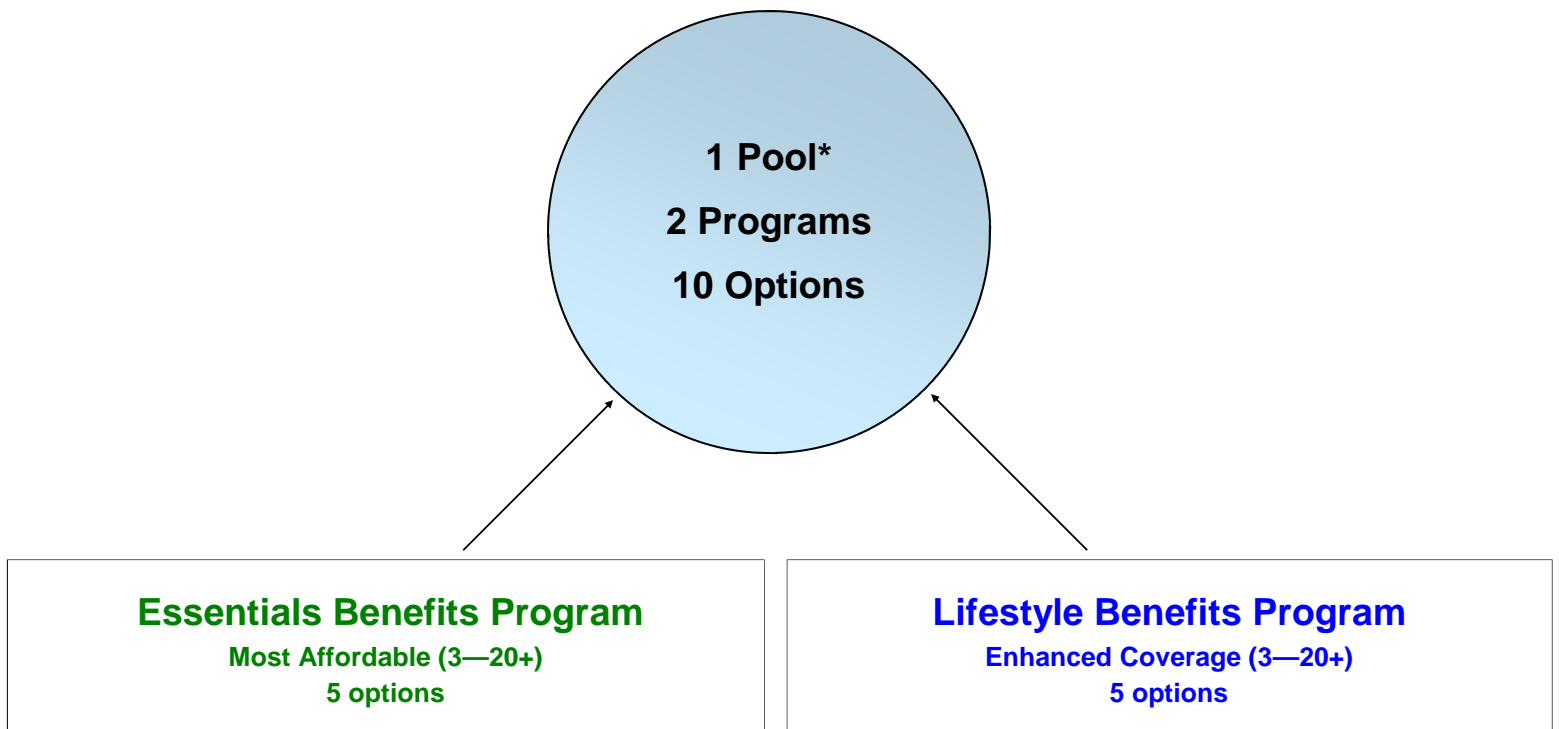 1 Pool*
2 Programs
10 Options
Essentials Benefits Program
Most Affordable (3—20+)
5 options
Lifestyle Benefits Program
Enhanced Coverage (3—20+)
5 options